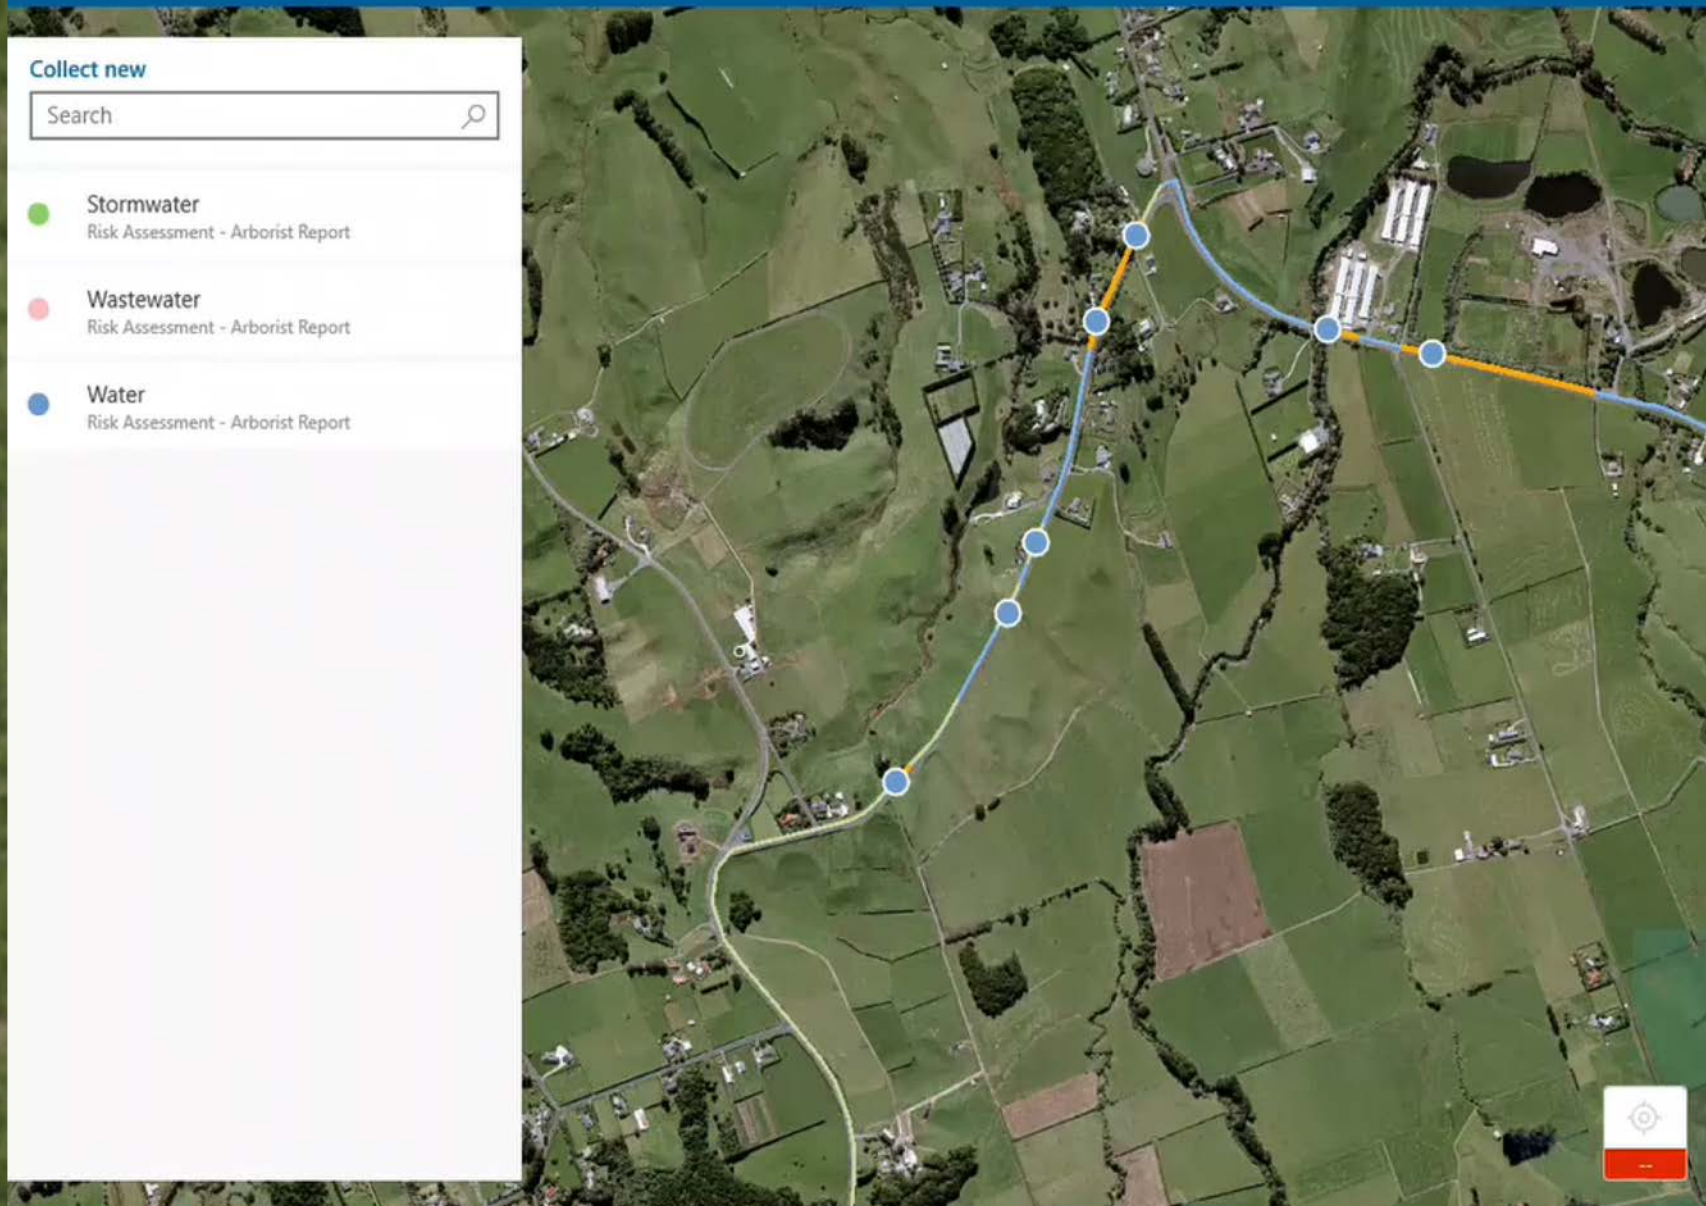 Collect new
Search
Stormwater
Risk Assessment - Arborist Report
Wastewater
Risk Assessment - Arborist Report
Water
Risk Assessment - Arborist Report
--